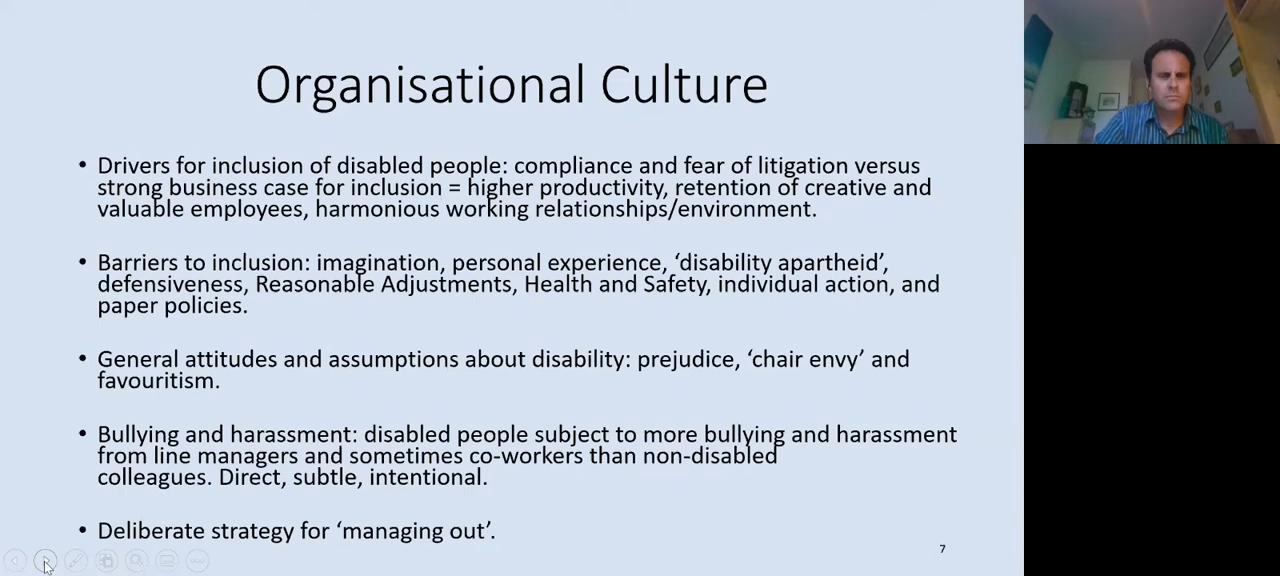 Organisational Culture
• Drivers for inclusion of disabled people: compliance and fear of litigation versus
strong business case for inclusion = higher productivity, retention of creative and
valuable employees, harmonious working relationships/environment.
• Barriers to inclusion: imagination, personal experience, ‘disability apartheid’,
defensiveness, Reasonable Adjustments, Health and Safety, individual action, and
paper policies.
• General attitudes and assumptions about disability: prejudice, ‘chair envy’ and
favouritism.
• Bullying and harassment: disabled people subject to more bullying and harassment
from line managers and sometimes co-workers than non-disabled
colleagues. Direct, subtle, intentional.
• Deliberate strategy for ‘managing out’.
7